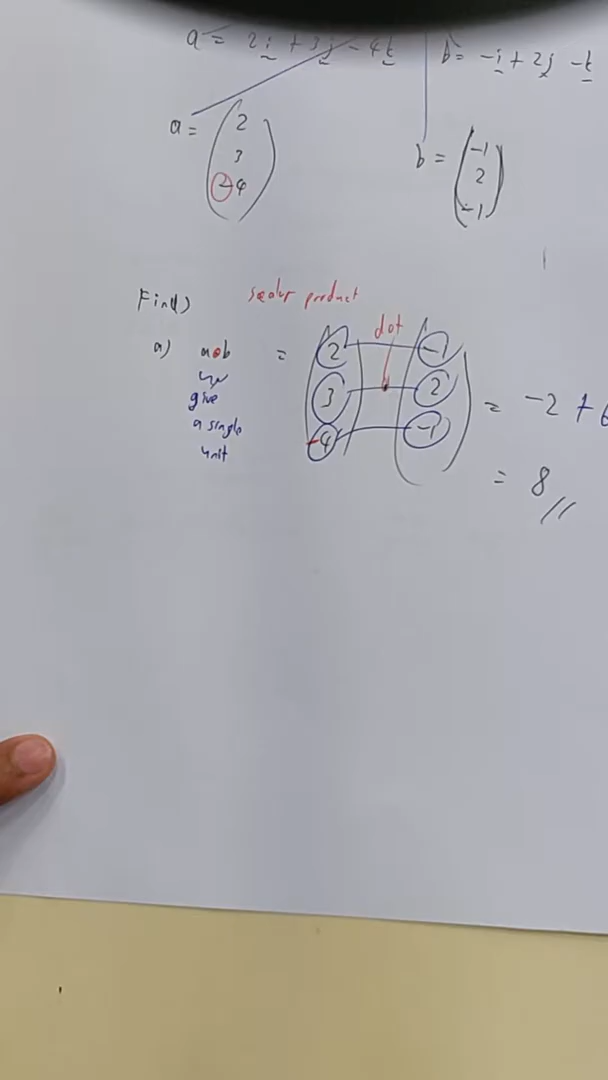 a = 2i + 3j - 4k b = -i + 2j - k
a = ( 2 3 -4 ) b = ( -1 2 -1 )
Find)
scalar product
dot
a) a•b = ( 2 3 -4 ) ( -1 2 -1 ) = -2 + 6
give
a single
unit
= 8 //